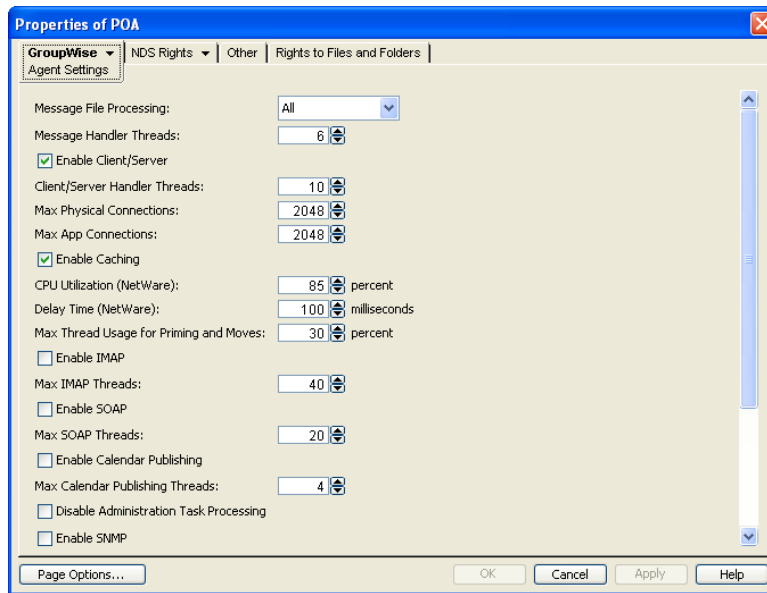 Properties of POA
GroupWise NDS Rights Other Rights to Files and Folders
Agent Settings
Message File Processing: All
Message Handler Threads: 6
Enable Client/Server
Client/Server Handler Threads: 10
Max Physical Connections: 2048
Max App Connections: 2048
Enable Caching
CPU Utilization (NetWare): 85 percent
Delay Time (NetWare): 100 milliseconds
Max Thread Usage for Priming and Moves: 30 percent
Enable IMAP
Max IMAP Threads: 40
Enable SOAP
Max SOAP Threads: 20
Enable Calendar Publishing
Max Calendar Publishing Threads: 4
Disable Administration Task Processing
Enable SNMP
Page Options... OK Cancel Apply Help